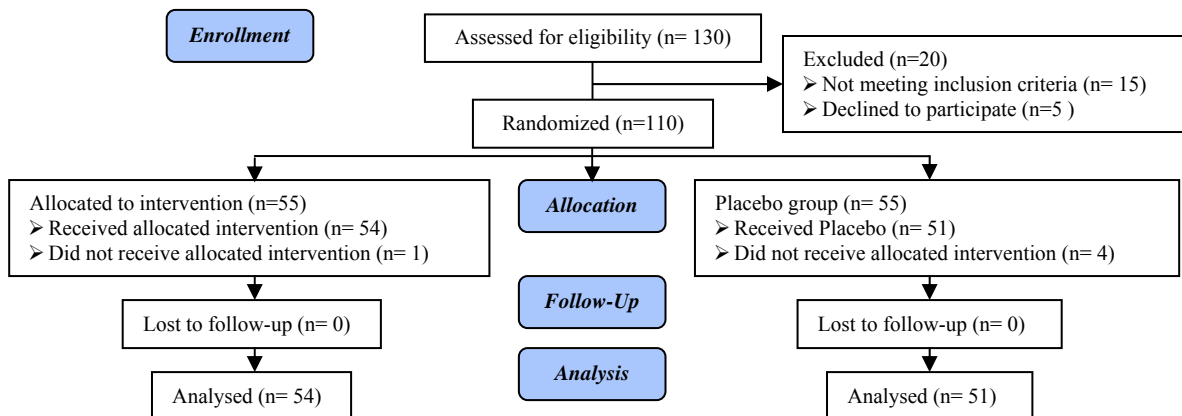 Enrollment
Assessed for eligibility (n= 130)
Excluded (n=20)
➢ Not meeting inclusion criteria (n= 15)
➢ Declined to participate (n=5 )
Randomized (n=110)
Allocated to intervention (n=55)
➢ Received allocated intervention (n= 54)
➢ Did not receive allocated intervention (n= 1)
Allocation
Placebo group (n= 55)
➢ Received Placebo (n= 51)
➢ Did not receive allocated intervention (n= 4)
Follow-Up
Lost to follow-up (n= 0)
Lost to follow-up (n= 0)
Analysis
Analysed (n= 54)
Analysed (n= 51)